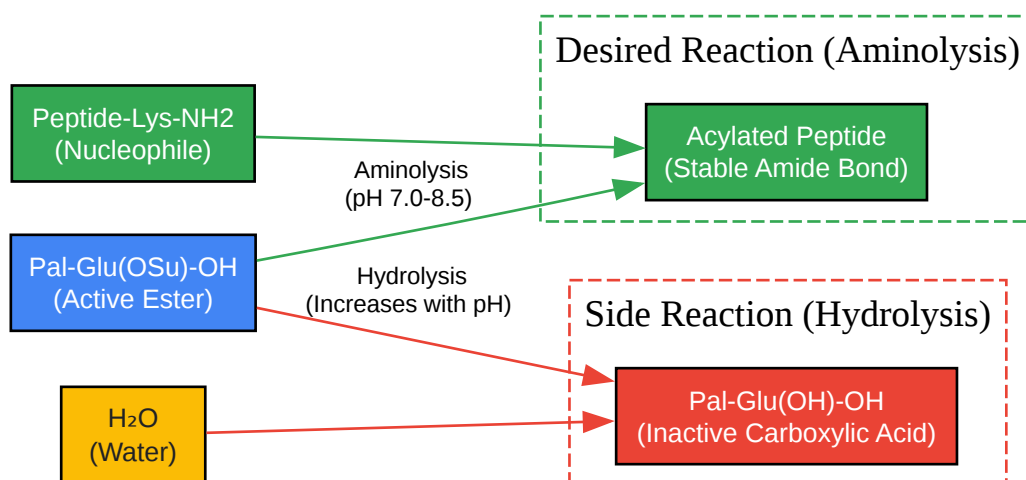 Desired Reaction (Aminolysis)
Peptide-Lys-NH2
(Nucleophile)
Acylated Peptide
(Stable Amide Bond)
Aminolysis
(pH 7.0-8.5)
Pal-Glu(OSu)-OH
(Active Ester)
Hydrolysis
(Increases with pH)
Side Reaction (Hydrolysis)
Pal-Glu(OH)-OH
(Inactive Carboxylic Acid)
H₂O
(Water)